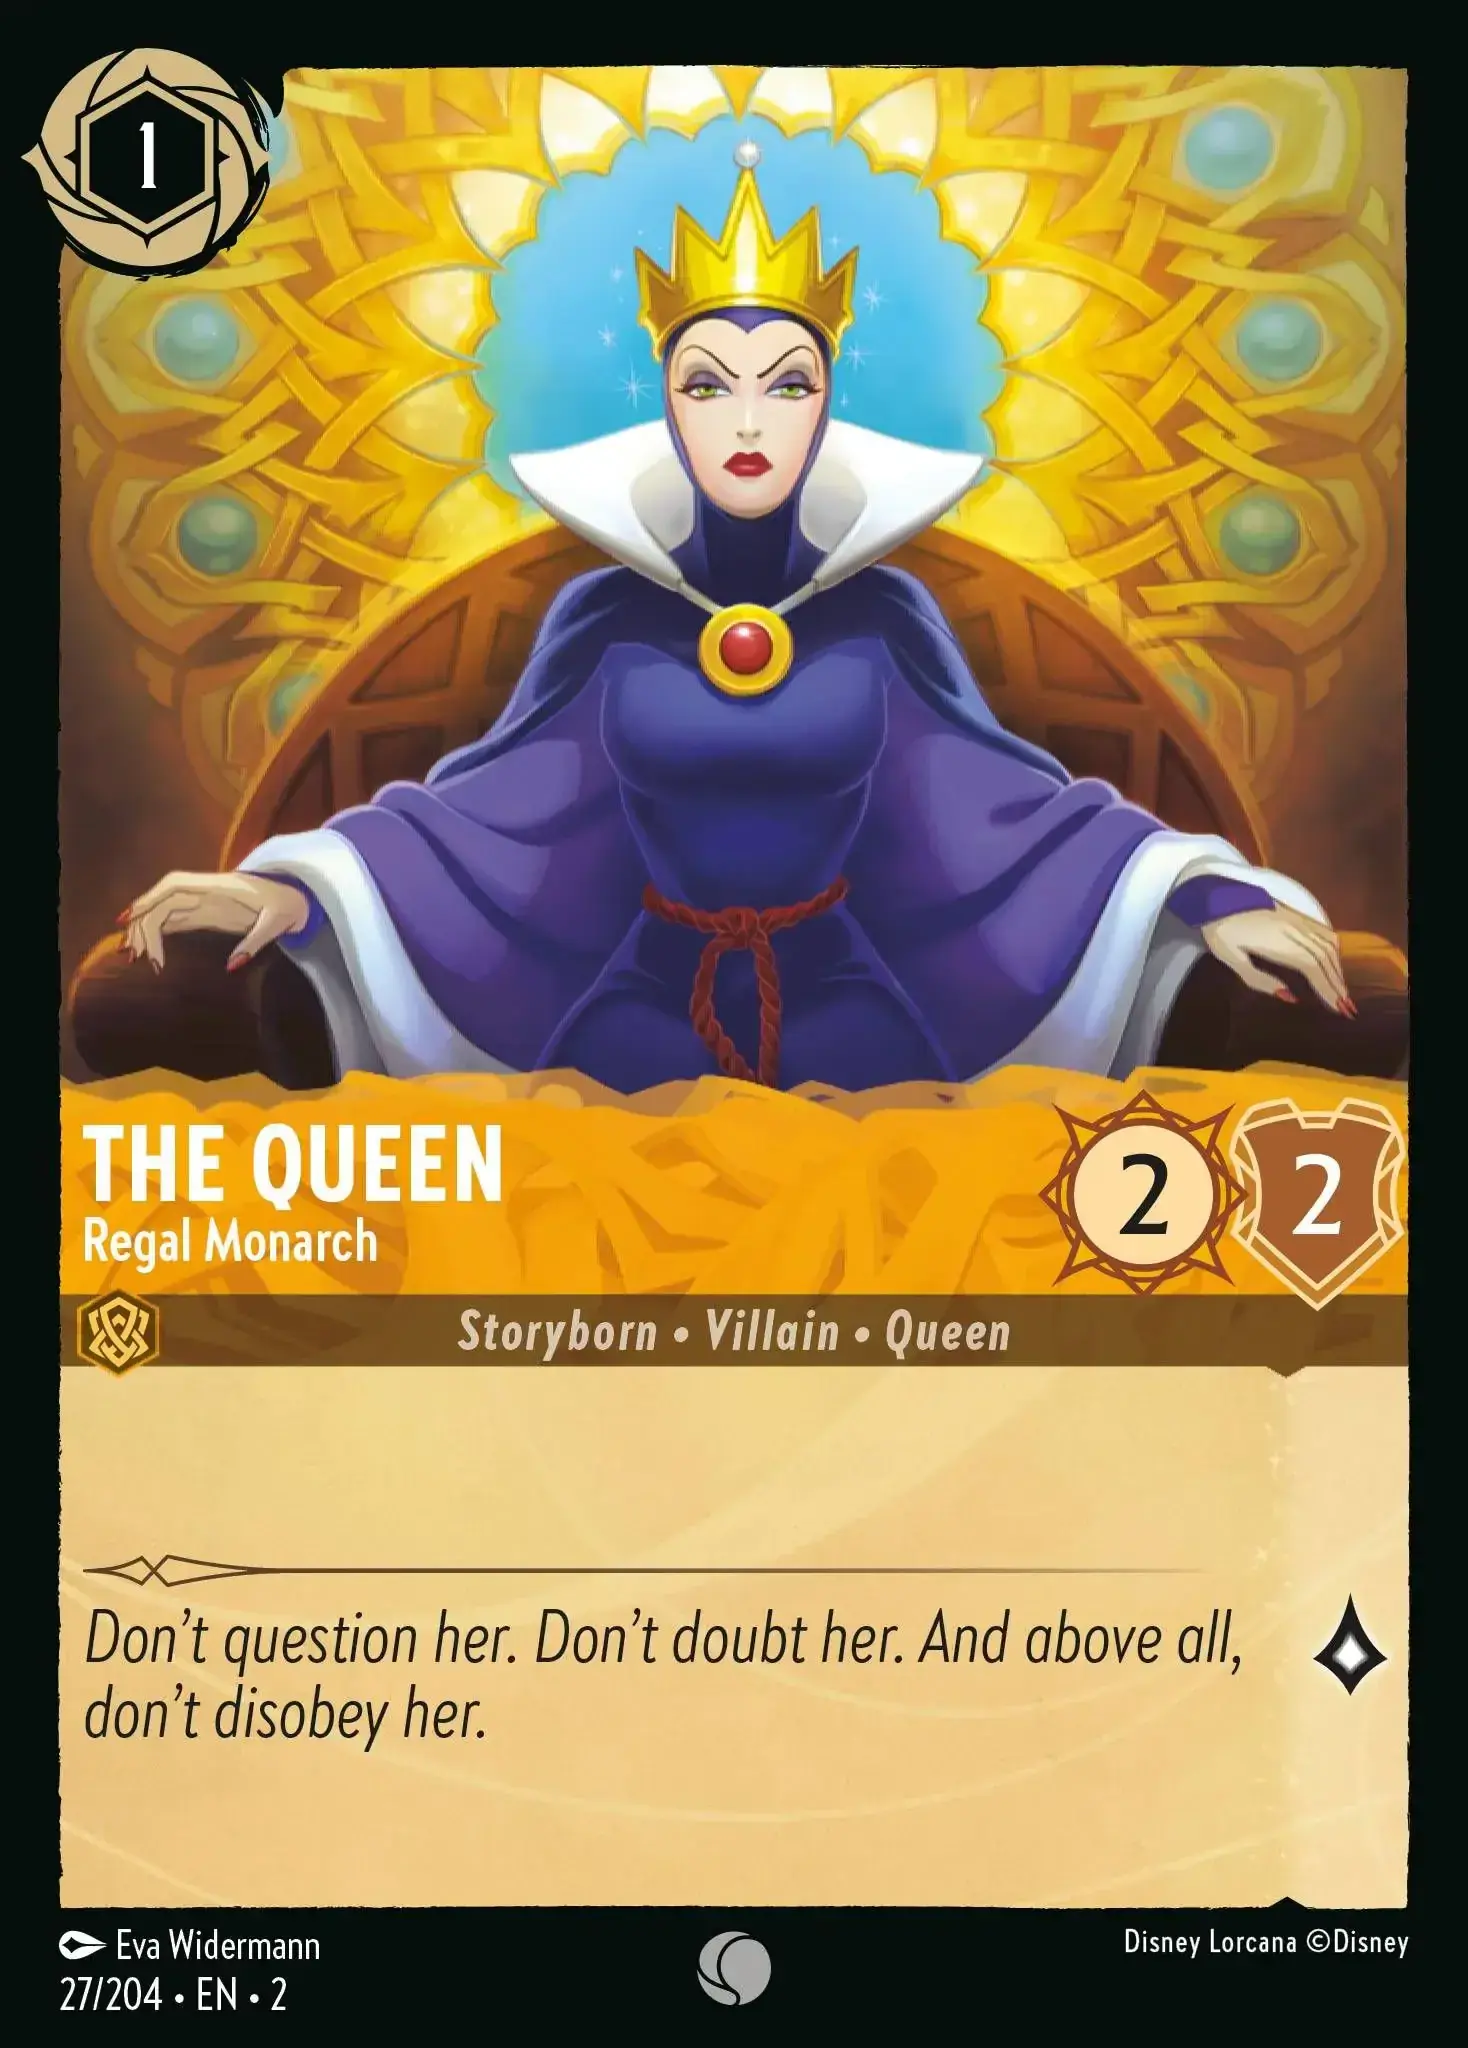 1
THE QUEEN
Regal Monarch
2
2
Storyborn • Villain • Queen
Don't question her. Don't doubt her. And above all,
don't disobey her.
Eva Widermann
27/204 • EN • 2
Disney Lorcana ©Disney